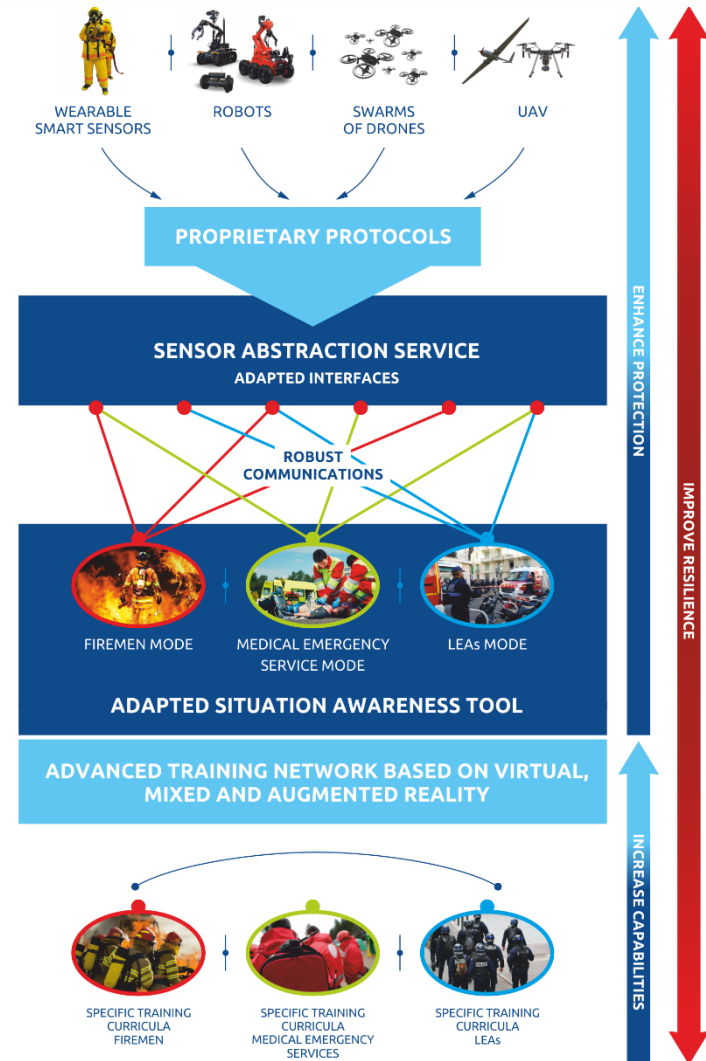 WEARABLE
SMART SENSORS
ROBOTS
SWARMS
OF DRONES
UAV
PROPRIETARY PROTOCOLS
SENSOR ABSTRACTION SERVICE
ADAPTED INTERFACES
ROBUST
COMMUNICATIONS
FIREMEN MODE
MEDICAL EMERGENCY
SERVICE MODE
LEAs MODE
ADAPTED SITUATION AWARENESS TOOL
ADVANCED TRAINING NETWORK BASED ON VIRTUAL,
MIXED AND AUGMENTED REALITY
SPECIFIC TRAINING
CURRICULA
FIREMEN
SPECIFIC TRAINING
CURRICULA
MEDICAL EMERGENCY
SERVICES
SPECIFIC TRAINING
CURRICULA
LEAs
ENHANCE PROTECTION
INCREASE CAPABILITIES
IMPROVE RESILIENCE